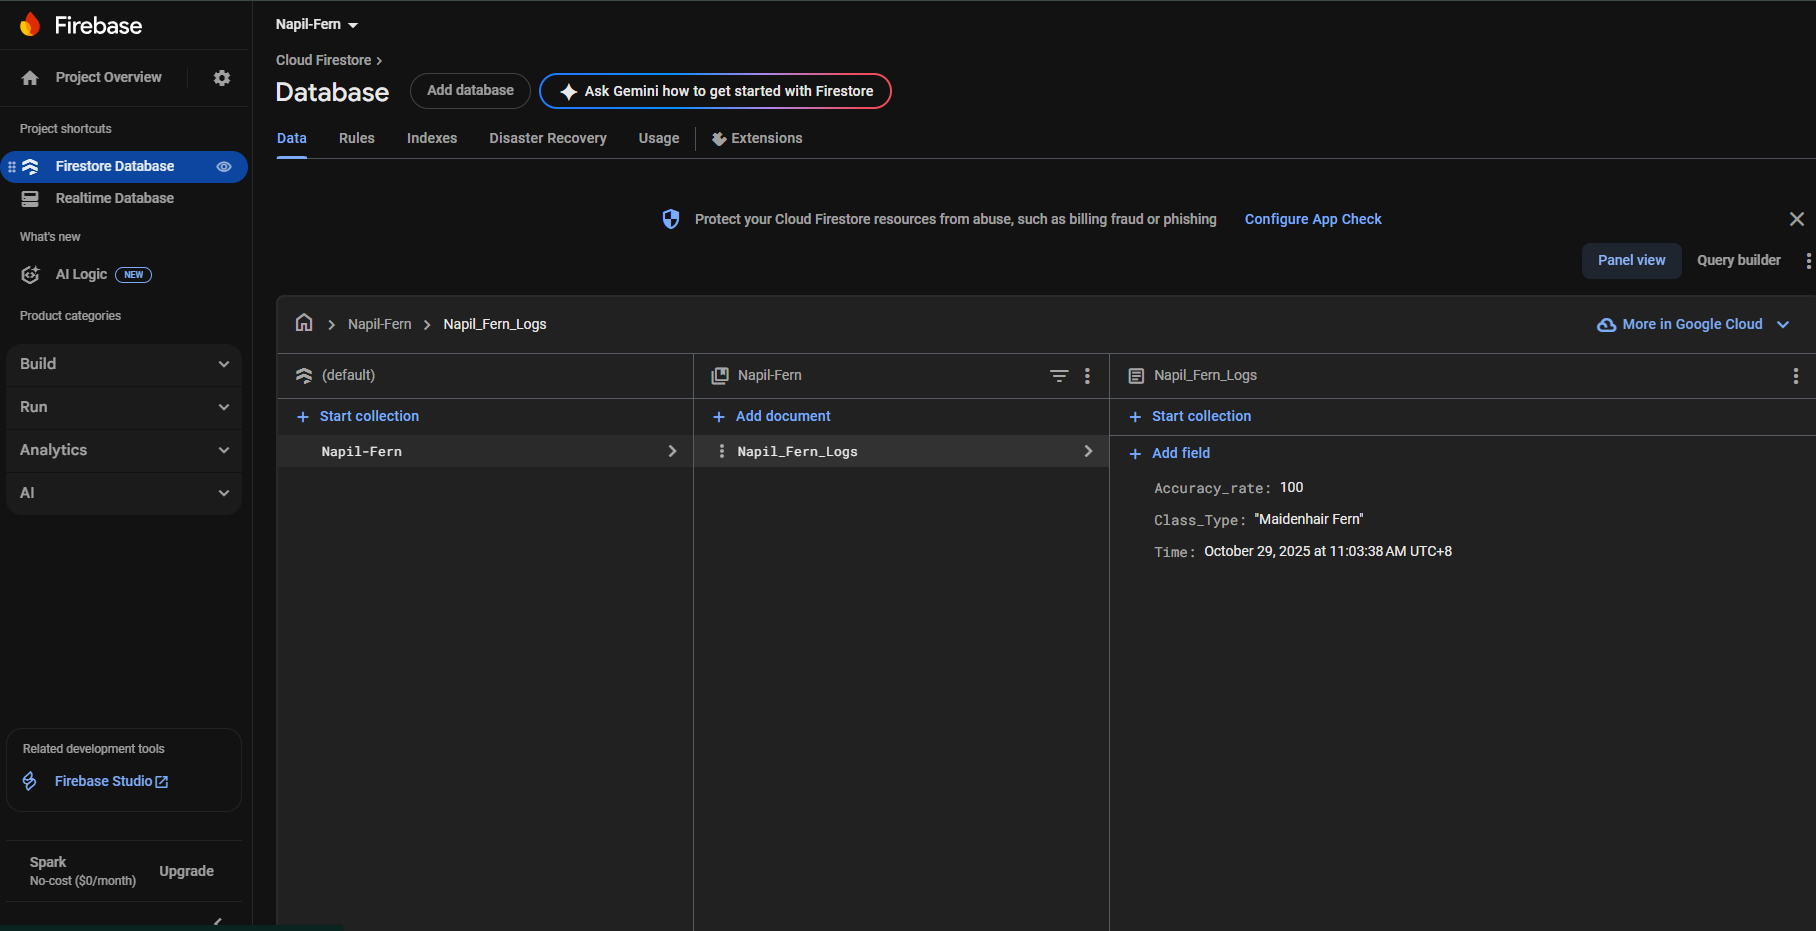 Firebase
Project Overview
Project shortcuts
Firestore Database
Realtime Database
What's new
AI Logic NEW
Product categories
Build
Run
Analytics
AI
Related development tools
Firebase Studio
Spark
No-cost ($0/month)
Upgrade
Napil-Fern
Cloud Firestore
Database
Add database
Ask Gemini how to get started with Firestore
Data Rules Indexes Disaster Recovery Usage Extensions
Protect your Cloud Firestore resources from abuse, such as billing fraud or phishing Configure App Check
Panel view Query builder
Napil-Fern Napil_Fern_Logs
More in Google Cloud
(default)
Start collection
Napil-Fern
Napil-Fern
Add document
Napil_Fern_Logs
Napil_Fern_Logs
Start collection
Add field
Accuracy_rate: 100
Class_Type: "Maidenhair Fern"
Time: October 29, 2025 at 11:03:38 AM UTC+8